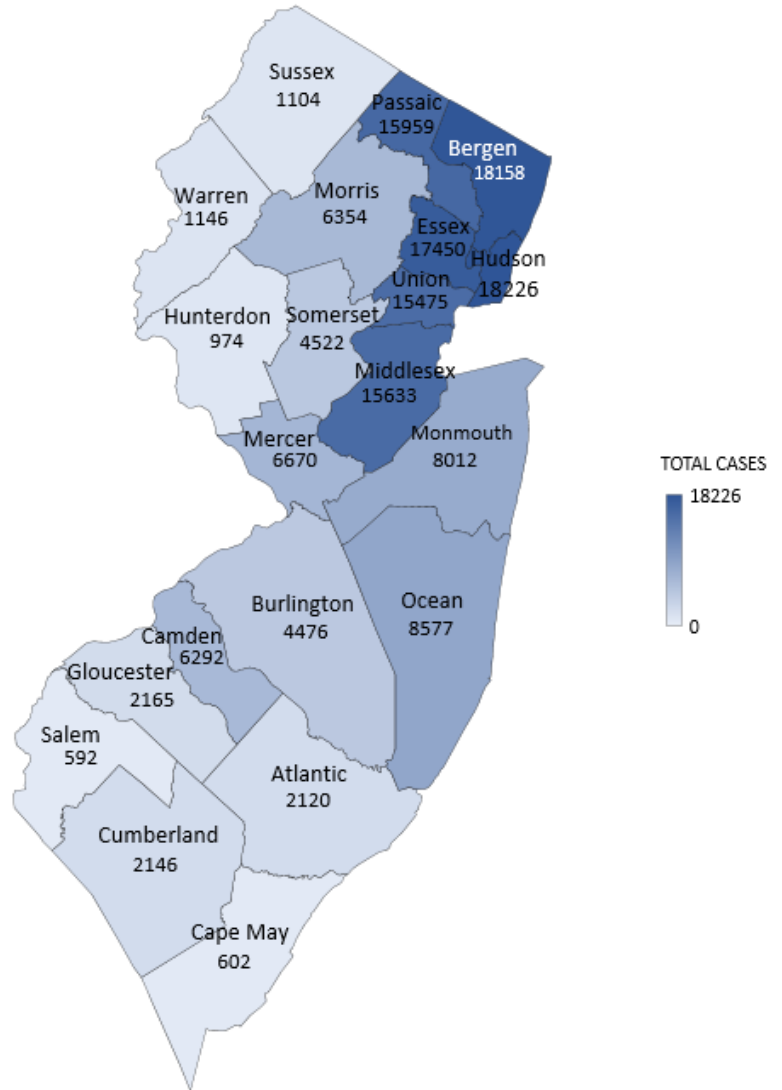 Sussex
1104
Passaic
15959
Bergen
18158
Warren
1146
Morris
6354
Essex
17450
Hudson
18226
Union
15475
Hunterdon
974
Somerset
4522
Middlesex
15633
Mercer
6670
Monmouth
8012
TOTAL CASES
18226
0
Burlington
4476
Ocean
8577
Camden
6292
Gloucester
2165
Salem
592
Atlantic
2120
Cumberland
2146
Cape May
602